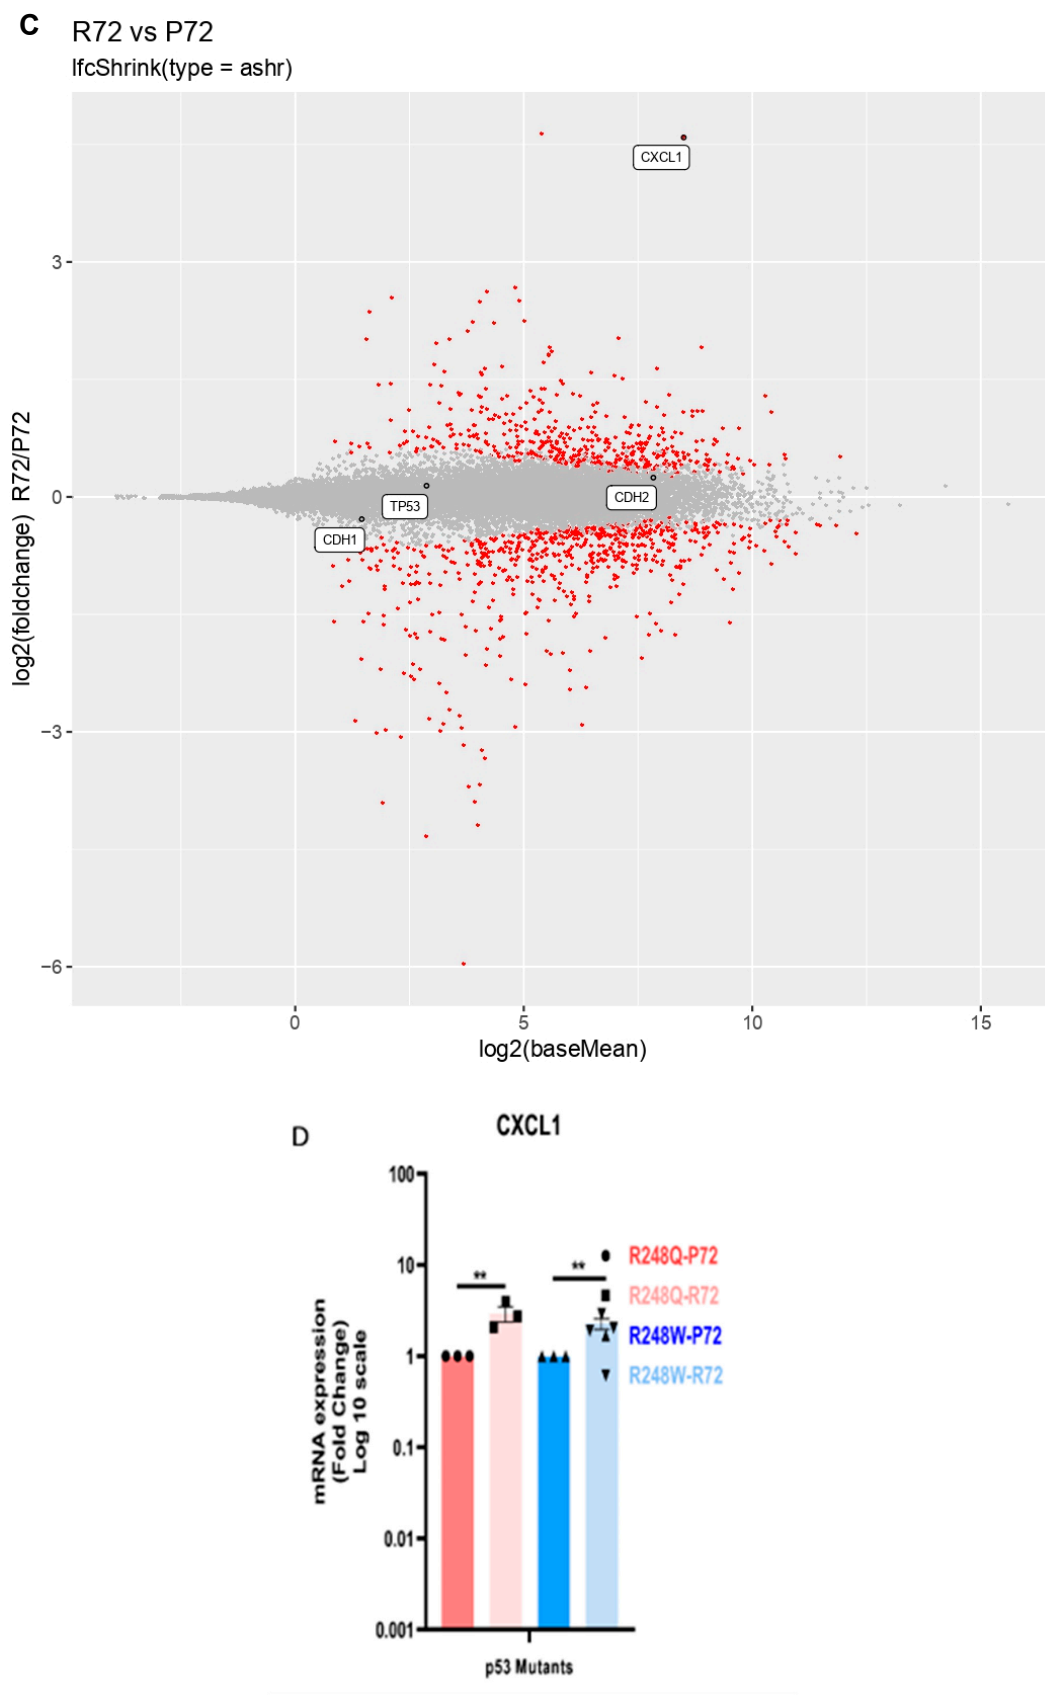 C
R72 vs P72
lfcShrink(type = ashr)
log2(foldchange) R72/P72
3
0
−3
−6
CXCL1
TP53
CDH2
CDH1
0
5
10
15
log2(baseMean)
D
CXCL1
mRNA expression
(Fold Change)
Log 10 scale
100
10
1
0.1
0.01
0.001
**
**
R248Q-P72
R248Q-R72
R248W-P72
R248W-R72
p53 Mutants